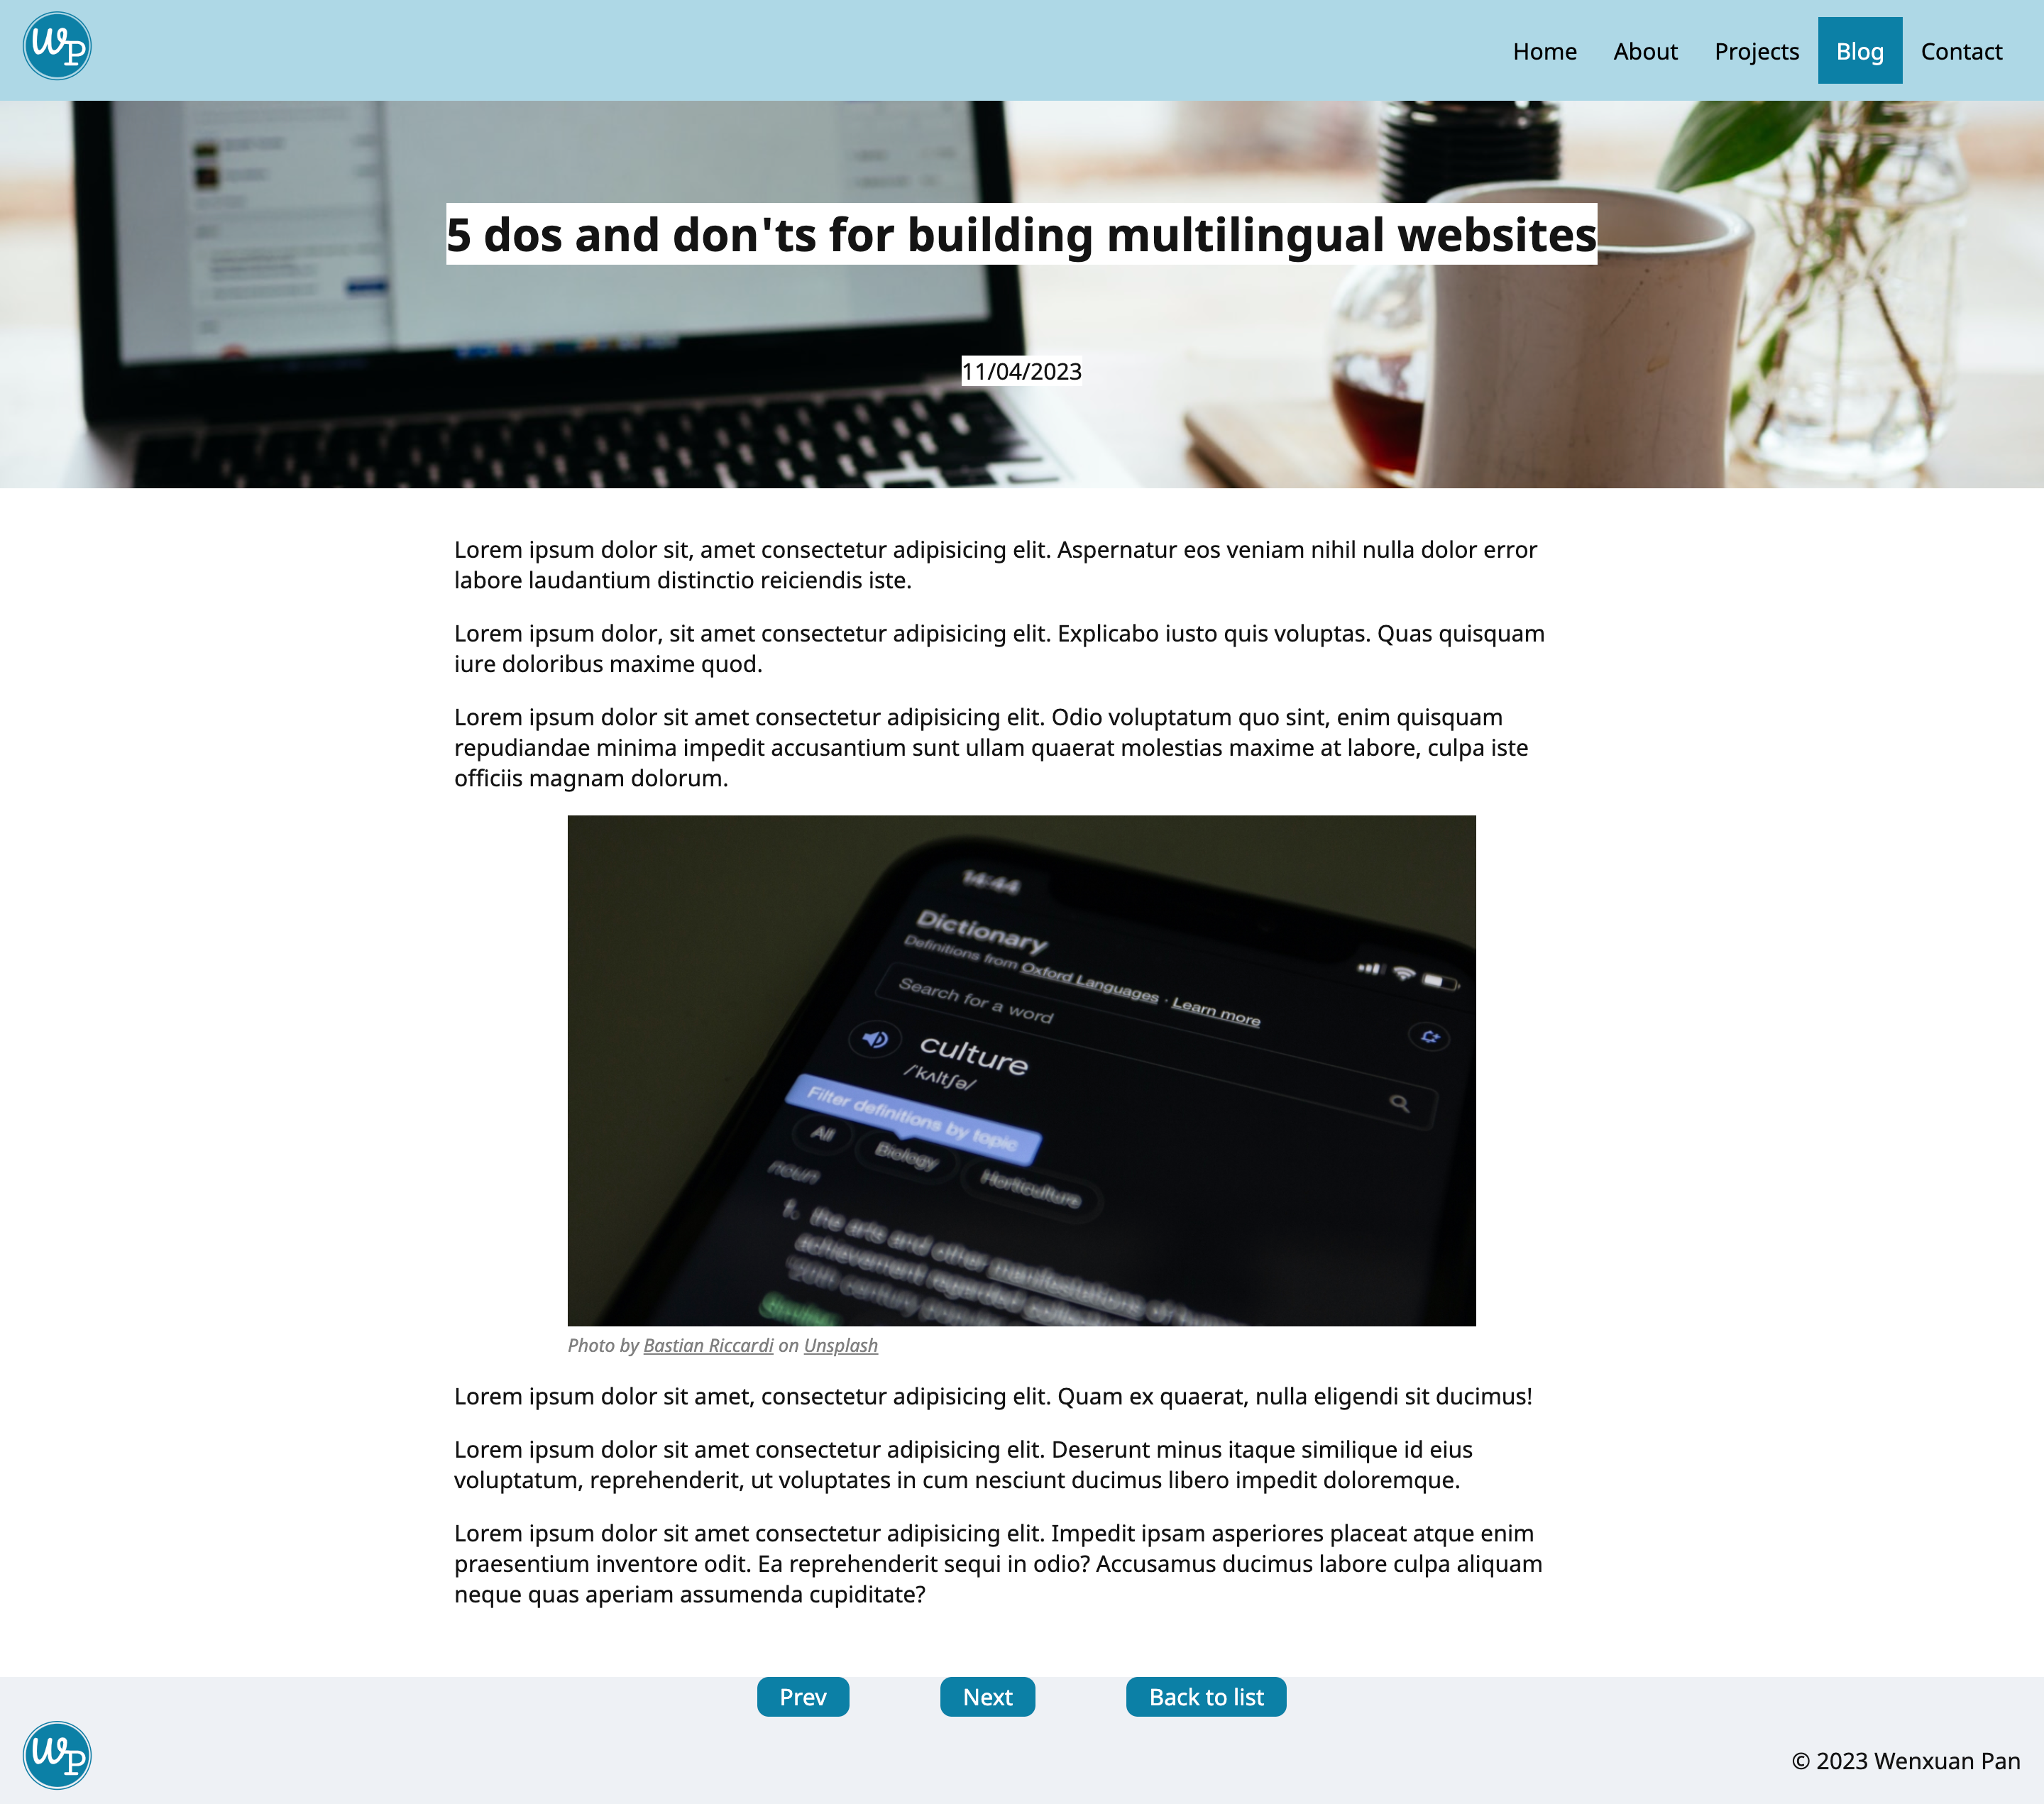 WP
Home About Projects Blog Contact
5 dos and don'ts for building multilingual websites
11/04/2023
Lorem ipsum dolor sit, amet consectetur adipisicing elit. Aspernatur eos veniam nihil nulla dolor error
labore laudantium distinctio reiciendis iste.
Lorem ipsum dolor, sit amet consectetur adipisicing elit. Explicabo iusto quis voluptas. Quas quisquam
iure doloribus maxime quod.
Lorem ipsum dolor sit amet consectetur adipisicing elit. Odio voluptatum quo sint, enim quisquam
repudiandae minima impedit accusantium sunt ullam quaerat molestias maxime at labore, culpa iste
officiis magnam dolorum.
14:44
Dictionary
Definitions from Oxford Languages · Learn more
Search for a word
culture
/ˈkʌltʃə/
Filter definitions by topic
All Biology Horticulture
noun
1. the arts and other manifestations of human
achievement regarded
20th century popular
Similar
Photo by Bastian Riccardi on Unsplash
Lorem ipsum dolor sit amet, consectetur adipisicing elit. Quam ex quaerat, nulla eligendi sit ducimus!
Lorem ipsum dolor sit amet consectetur adipisicing elit. Deserunt minus itaque similique id eius
voluptatum, reprehenderit, ut voluptates in cum nesciunt ducimus libero impedit doloremque.
Lorem ipsum dolor sit amet consectetur adipisicing elit. Impedit ipsam asperiores placeat atque enim
praesentium inventore odit. Ea reprehenderit sequi in odio? Accusamus ducimus labore culpa aliquam
neque quas aperiam assumenda cupiditate?
Prev Next Back to list
WP
© 2023 Wenxuan Pan